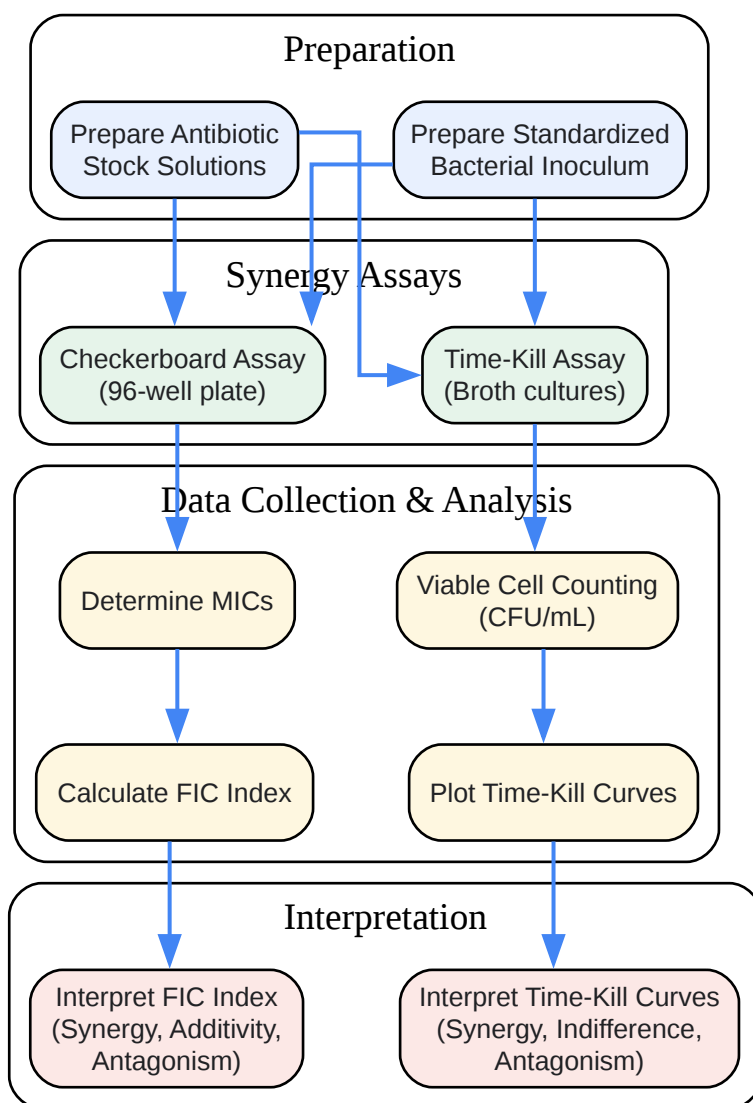 Preparation
Prepare Antibiotic
Stock Solutions
Prepare Standardized
Bacterial Inoculum
Synergy Assays
Checkerboard Assay
(96-well plate)
Time-Kill Assay
(Broth cultures)
Data Collection & Analysis
Determine MICs
Viable Cell Counting
(CFU/mL)
Calculate FIC Index
Plot Time-Kill Curves
Interpretation
Interpret FIC Index
(Synergy, Additivity,
Antagonism)
Interpret Time-Kill Curves
(Synergy, Indifference,
Antagonism)